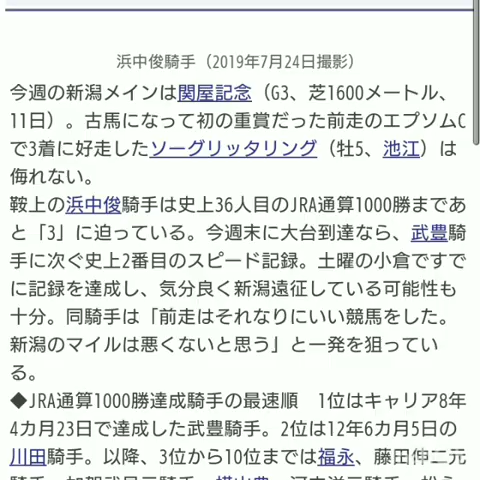 浜中俊騎手（2019年7月24日撮影）
今週の新潟メインは関屋記念（G3、芝1600メートル、
11日）。古馬になって初の重賞だった前走のエプソムC
で3着に好走したソーグリッタリング（牡5、池江）は
侮れない。
鞍上の浜中俊騎手は史上36人目のJRA通算1000勝まであ
と「3」に迫っている。今週末に大台到達なら、武豊騎
手に次ぐ史上2番目のスピード記録。土曜の小倉ですで
に記録を達成し、気分良く新潟遠征している可能性も
十分。同騎手は「前走はそれなりにいい競馬をした。
新潟のマイルは悪くないと思う」と一発を狙ってい
る。
◆JRA通算1000勝達成騎手の最速順　1位はキャリア8年
4カ月23日で達成した武豊騎手。2位は12年6カ月5日の
川田騎手。以降、3位から10位までは福永、藤田伸二元